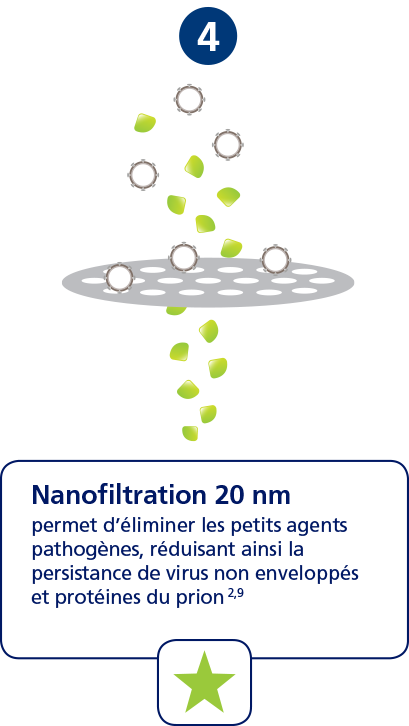 4
Nanofiltration 20 nm
permet d’éliminer les petits agents
pathogènes, réduisant ainsi la
persistance de virus non enveloppés
et protéines du prion 2,9